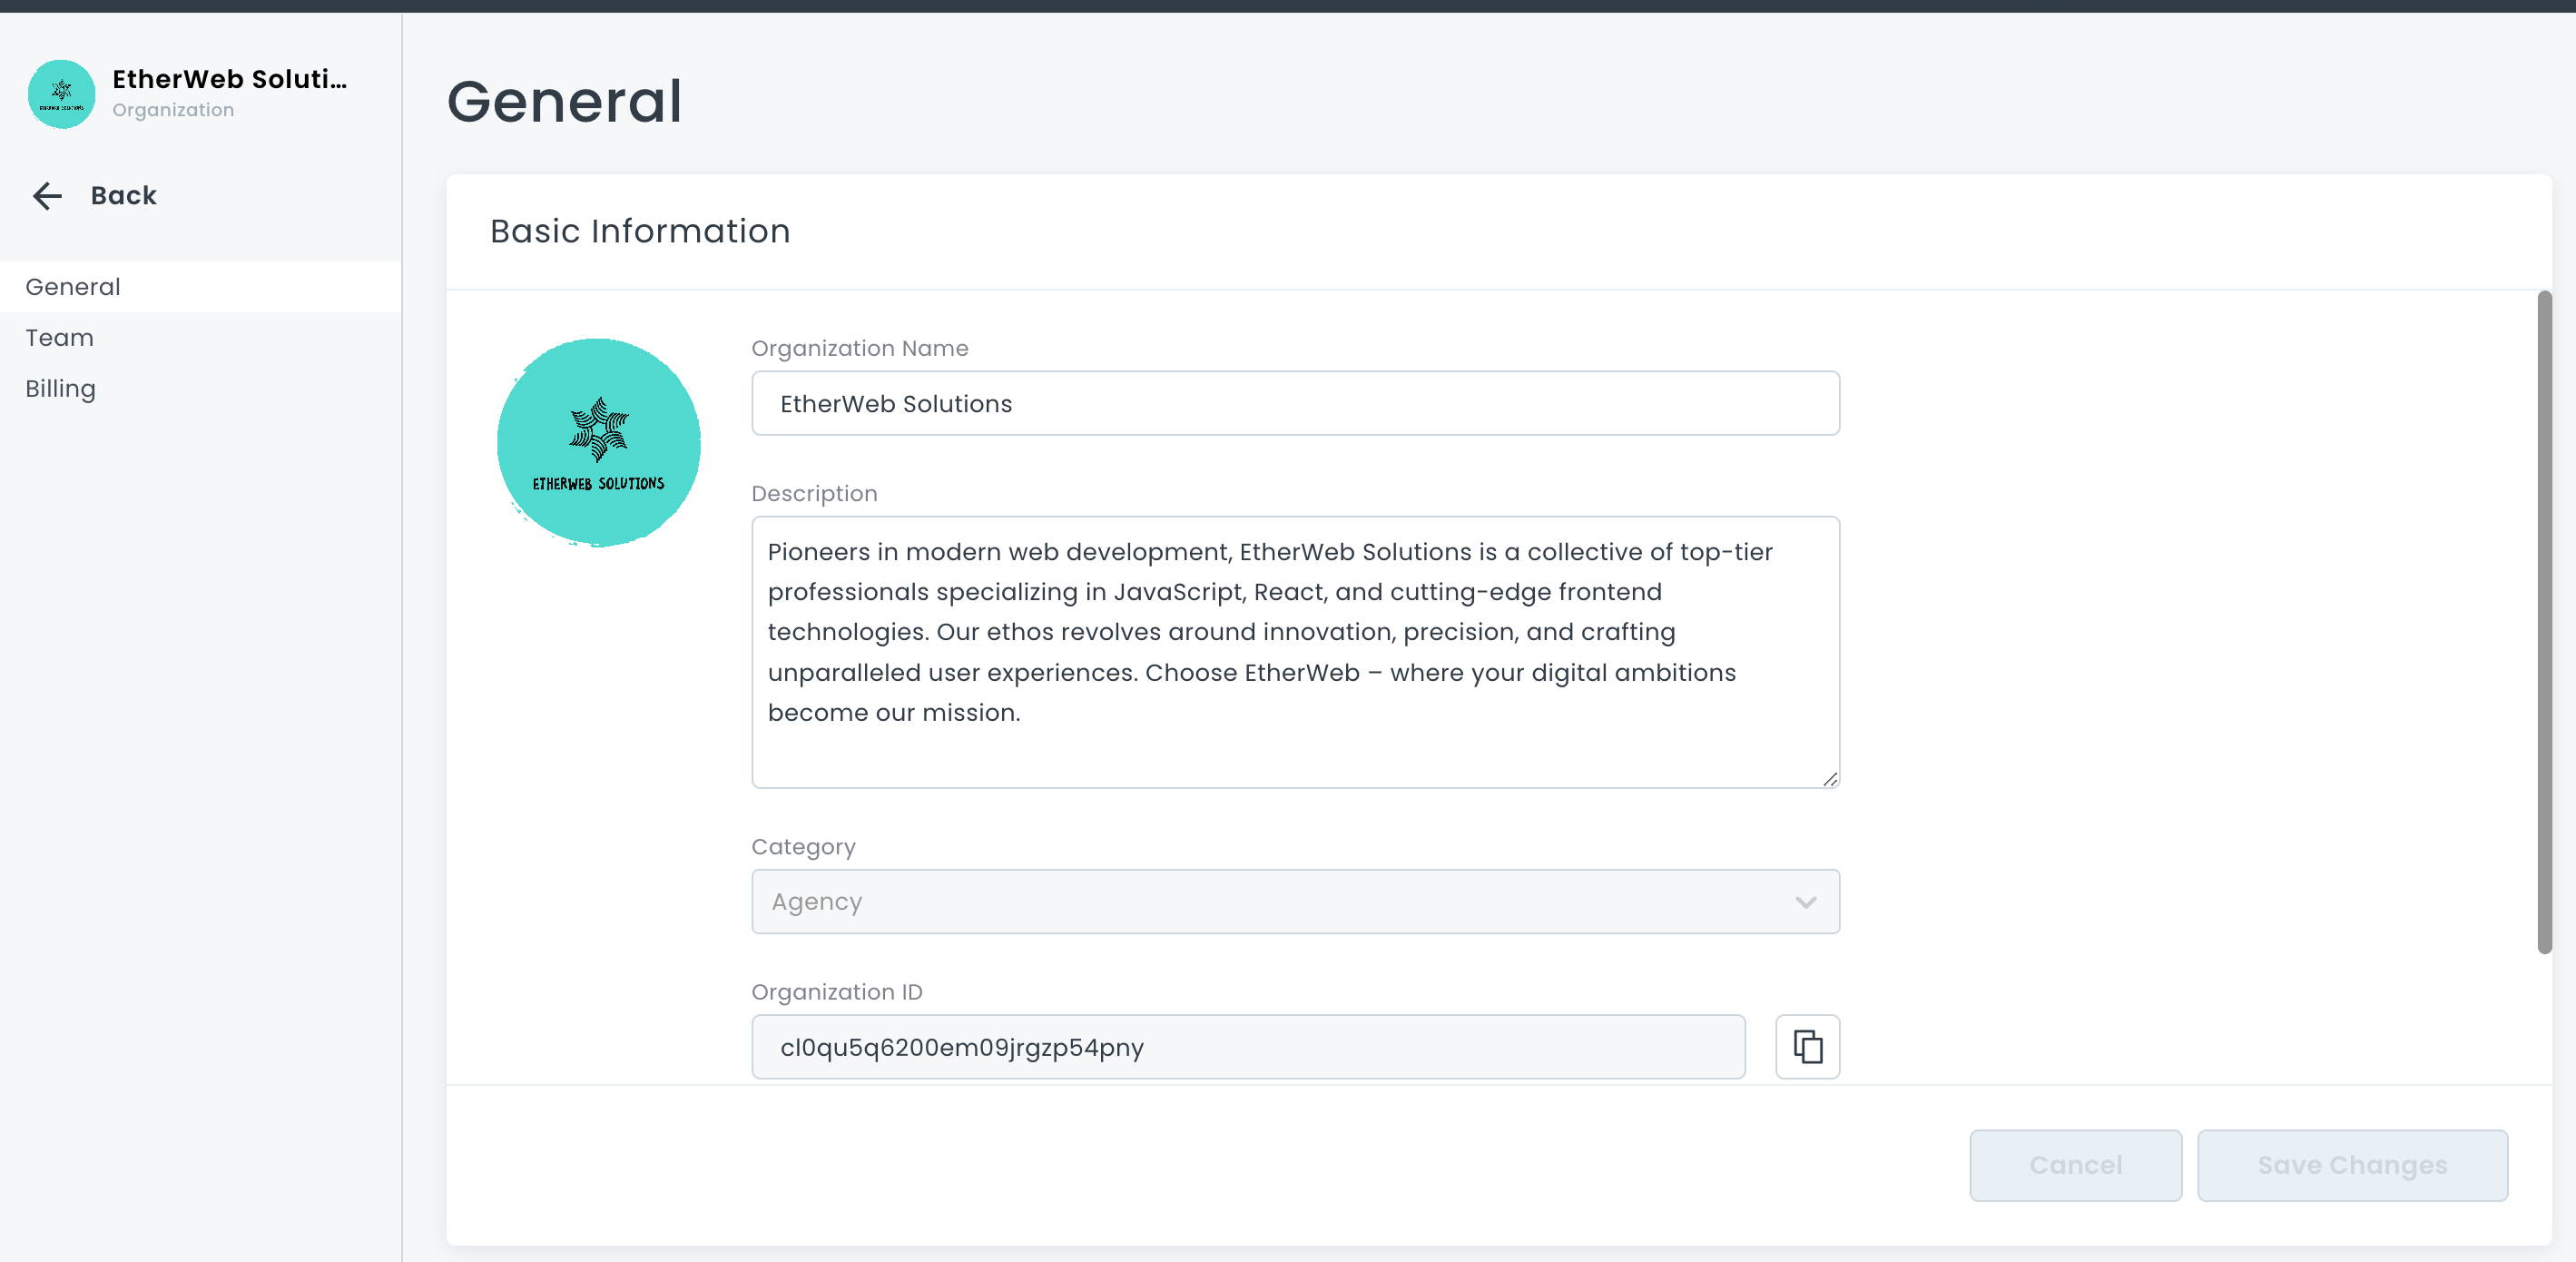 EtherWeb Soluti...
Organization
Back
General
Team
Billing
General
Basic Information
ETHERWEB SOLUTIONS
Organization Name
EtherWeb Solutions
Description
Pioneers in modern web development, EtherWeb Solutions is a collective of top-tier
professionals specializing in JavaScript, React, and cutting-edge frontend
technologies. Our ethos revolves around innovation, precision, and crafting
unparalleled user experiences. Choose EtherWeb – where your digital ambitions
become our mission.
Category
Agency
Organization ID
cl0qu5q6200em09jrgzp54pny
Cancel
Save Changes